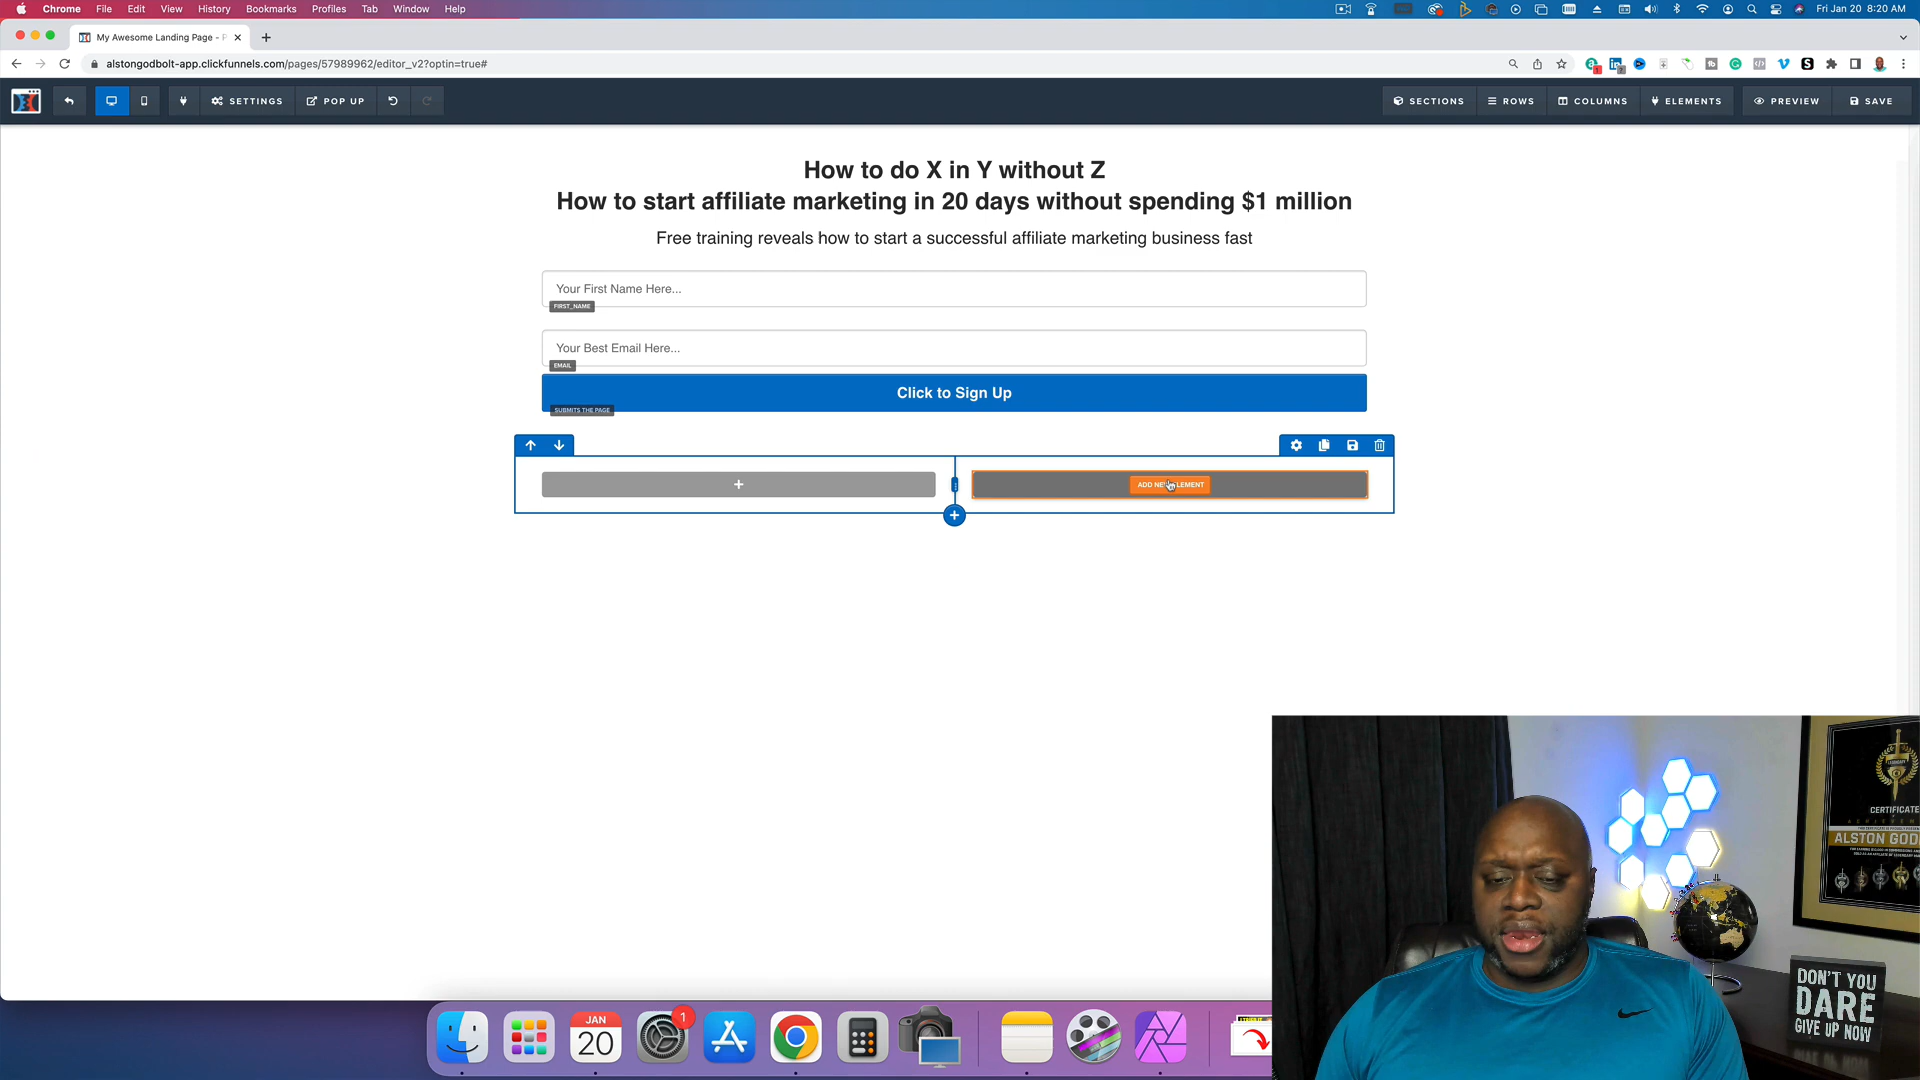 Chrome File Edit View History Bookmarks Profiles Tab Window Help
Fri Jan 20 8:20 AM
My Awesome Landing Page - P
alstongodbolt-app.clickfunnels.com/pages/57989962/editor_v2?optin=true#
SETTINGS POP UP
SECTIONS ROWS COLUMNS ELEMENTS PREVIEW SAVE
How to do X in Y without Z
How to start affiliate marketing in 20 days without spending $1 million
Free training reveals how to start a successful affiliate marketing business fast
Your First Name Here...
FIRST_NAME
Your Best Email Here...
EMAIL
Click to Sign Up
SUBMITS THE PAGE
ADD NEW ELEMENT
CERTIFICATE
ALSTON GOD
JAN
20
1
DON'T YOU
DARE
GIVE UP NOW